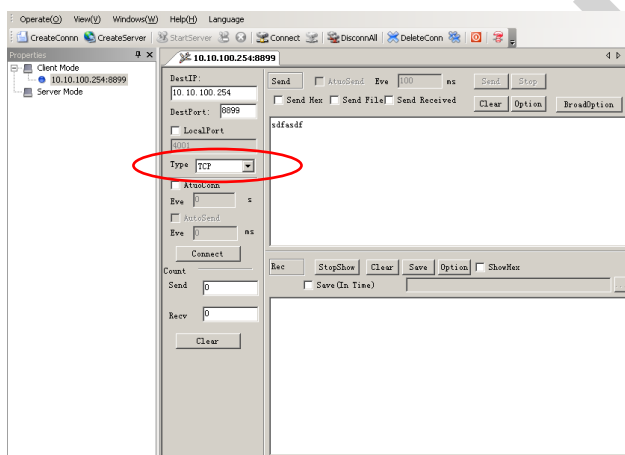 Operate(O) View(V) Windows(W) Help(H) Language
CreateConnn CreateServer StartServer Connect DisconnAll DeleteConn
Properties
10.10.100.254:8899
Client Mode
10.10.100.254:8899
Server Mode
DestIP:
10.10.100.254
DestPort: 8899
LocalPort
4001
Type TCP
AtuoConn
Eve 0 s
AutoSend
Eve 0 ms
Connect
Count
Send 0
Recv 0
Clear
Send AtuoSend Eve 100 ms Send Stop
Send Hex Send File Send Received Clear Option BroadOption
sdfasdf
Rec StopShow Clear Save Option ShowHex
Save(In Time) ...